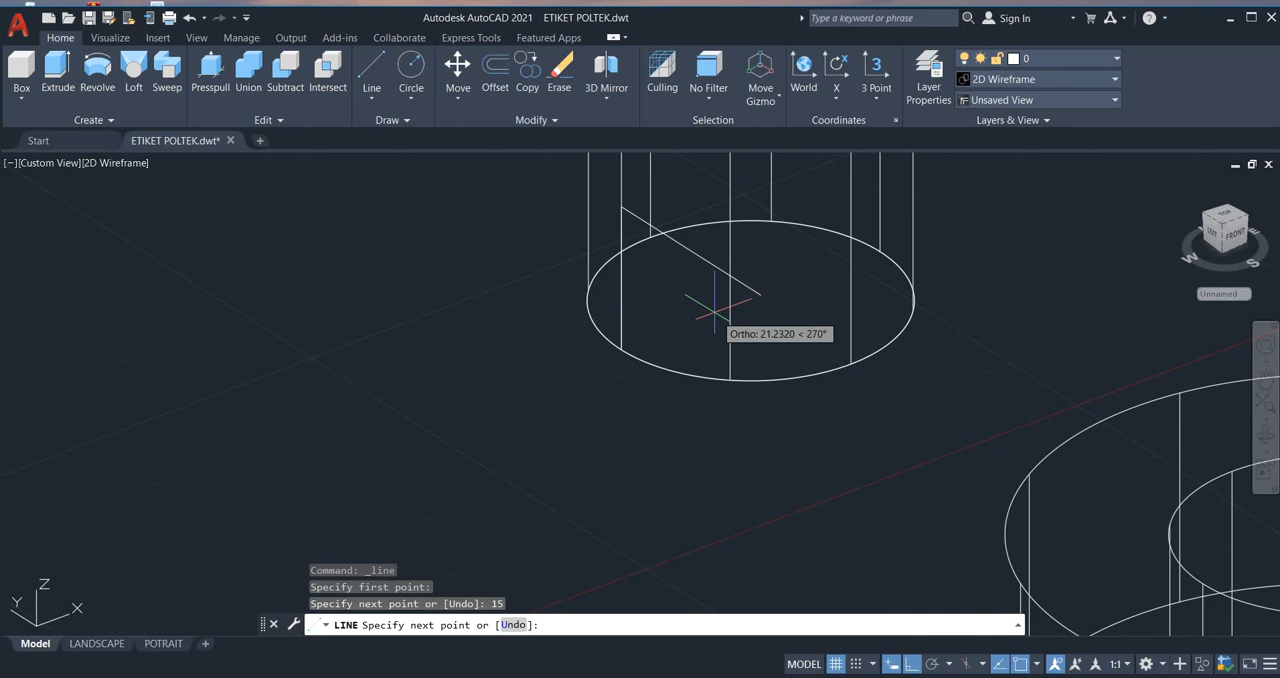 Autodesk AutoCAD 2021 ETIKET POLTEK.dwt
Type a keyword or phrase
Sign In
Home Visualize Insert View Manage Output Add-ins Collaborate Express Tools Featured Apps
Box Extrude Revolve Loft Sweep Presspull Union Subtract Intersect Line Circle Move Offset Copy Erase 3D Mirror Culling No Filter Move Gizmo World X 3 Point Layer Properties
0
2D Wireframe
Unsaved View
Create Edit Draw Modify Selection Coordinates Layers & View
Start ETIKET POLTEK.dwt*
[−][Custom View][2D Wireframe]
TOP
LEFT FRONT
W S
Unnamed
Ortho: 21.2320 < 270°
Command: _line
Specify first point:
Specify next point or [Undo]: 15
LINE Specify next point or [Undo]:
Z
Y X
Model LANDSCAPE POTRAIT
MODEL 1:1